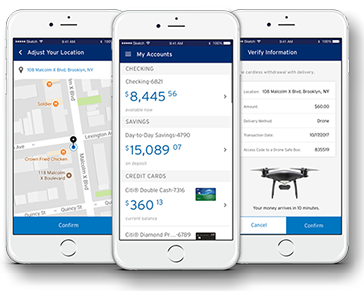 Sketch 9:41 AM 100%
Adjust Your Location
108 Malcolm X Blvd, Brooklyn, NY
Soldier
Lexington Av
Crown Fried Chicken
118 Malcolm
X Boulevard
Malcolm X Blvd
Quincy St
Quincy St
Confirm
Sketch 9:41 AM 100%
My Accounts
CHECKING
Checking-6821
$8,445 56
available now
SAVINGS
Day-to-Day Savings-4790
$15,089 07
on deposit
CREDIT CARDS
Citi® Double Cash-7316
$360 13
current balance
Citi® Diamond Pr ...-6789
Sketch 9:41 AM 100%
Verify Information
cardless withdrawal with delivery.
Location: 108 Malcolm X Blvd, Brooklyn, NY
Amount: $60.00
Delivery Method: Drone
Transaction Date: 10/17/2017
Access Code to a Drone Safe Box: 835519
Your money arrives in 10 minutes.
Cancel
Confirm